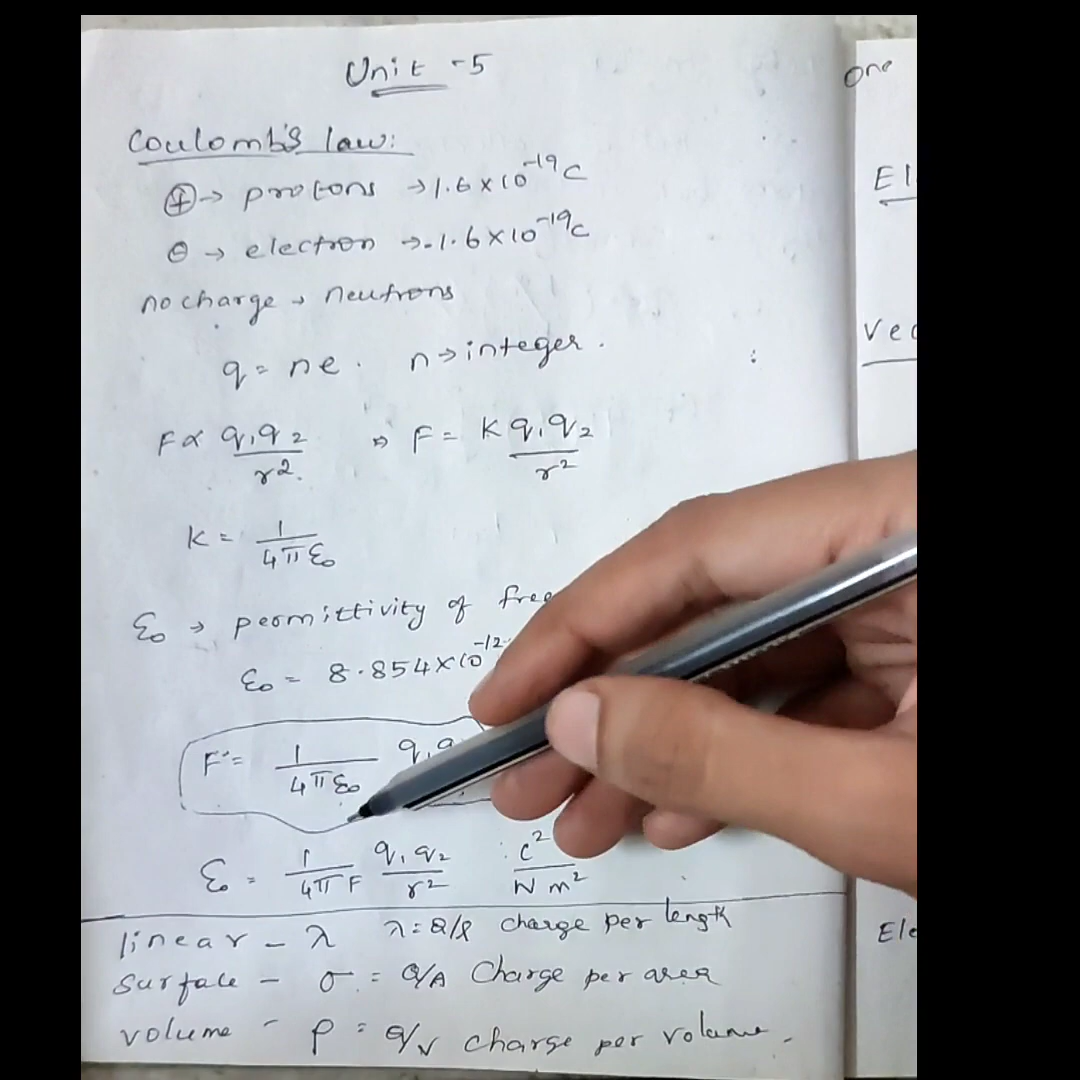 Unit - 5
Coulomb's law:
⊕→ protons → 1.6 × 10⁻¹⁹ C
⊖ → electron → -1.6 × 10⁻¹⁹ C
no charge → neutrons
q = ne . n → integer .
F ∝ q₁q₂/r² ⇒ F = K q₁q₂/r²
K = 1/4πε₀
ε₀ → permittivity of free
ε₀ = 8.854 × 10⁻¹²
F = 1/4πε₀ q₁q
ε₀ = 1/4πF q₁q₂/r² C²/Nm²
linear - λ λ = Q/l charge per length
Surface - σ = Q/A Charge per area
volume - ρ = q/v charge per volume -
One
El
Vec
Ele